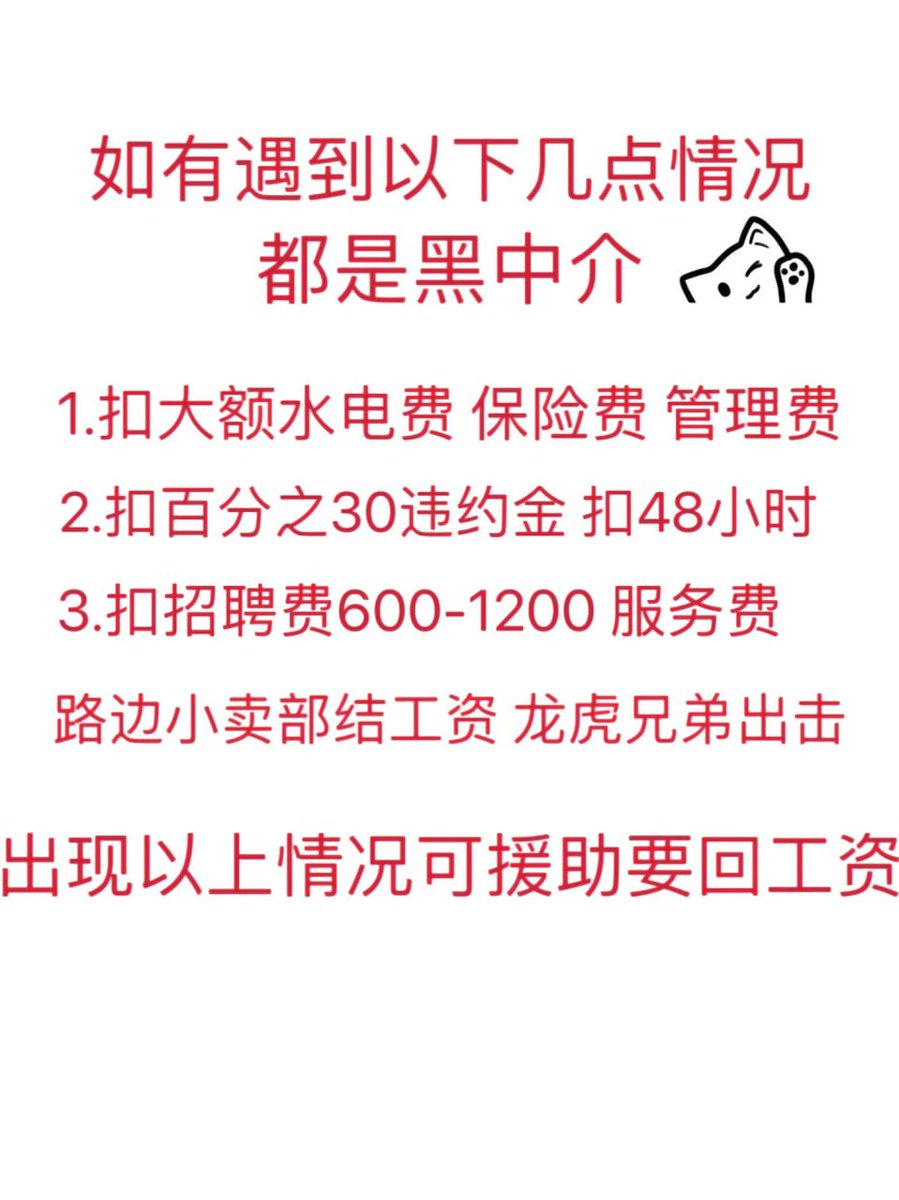 如有遇到以下几点情况
都是黑中介
1.扣大额水电费 保险费 管理费
2.扣百分之30违约金 扣48小时
3.扣招聘费600-1200 服务费
路边小卖部结工资 龙虎兄弟出击
出现以上情况可援助要回工资